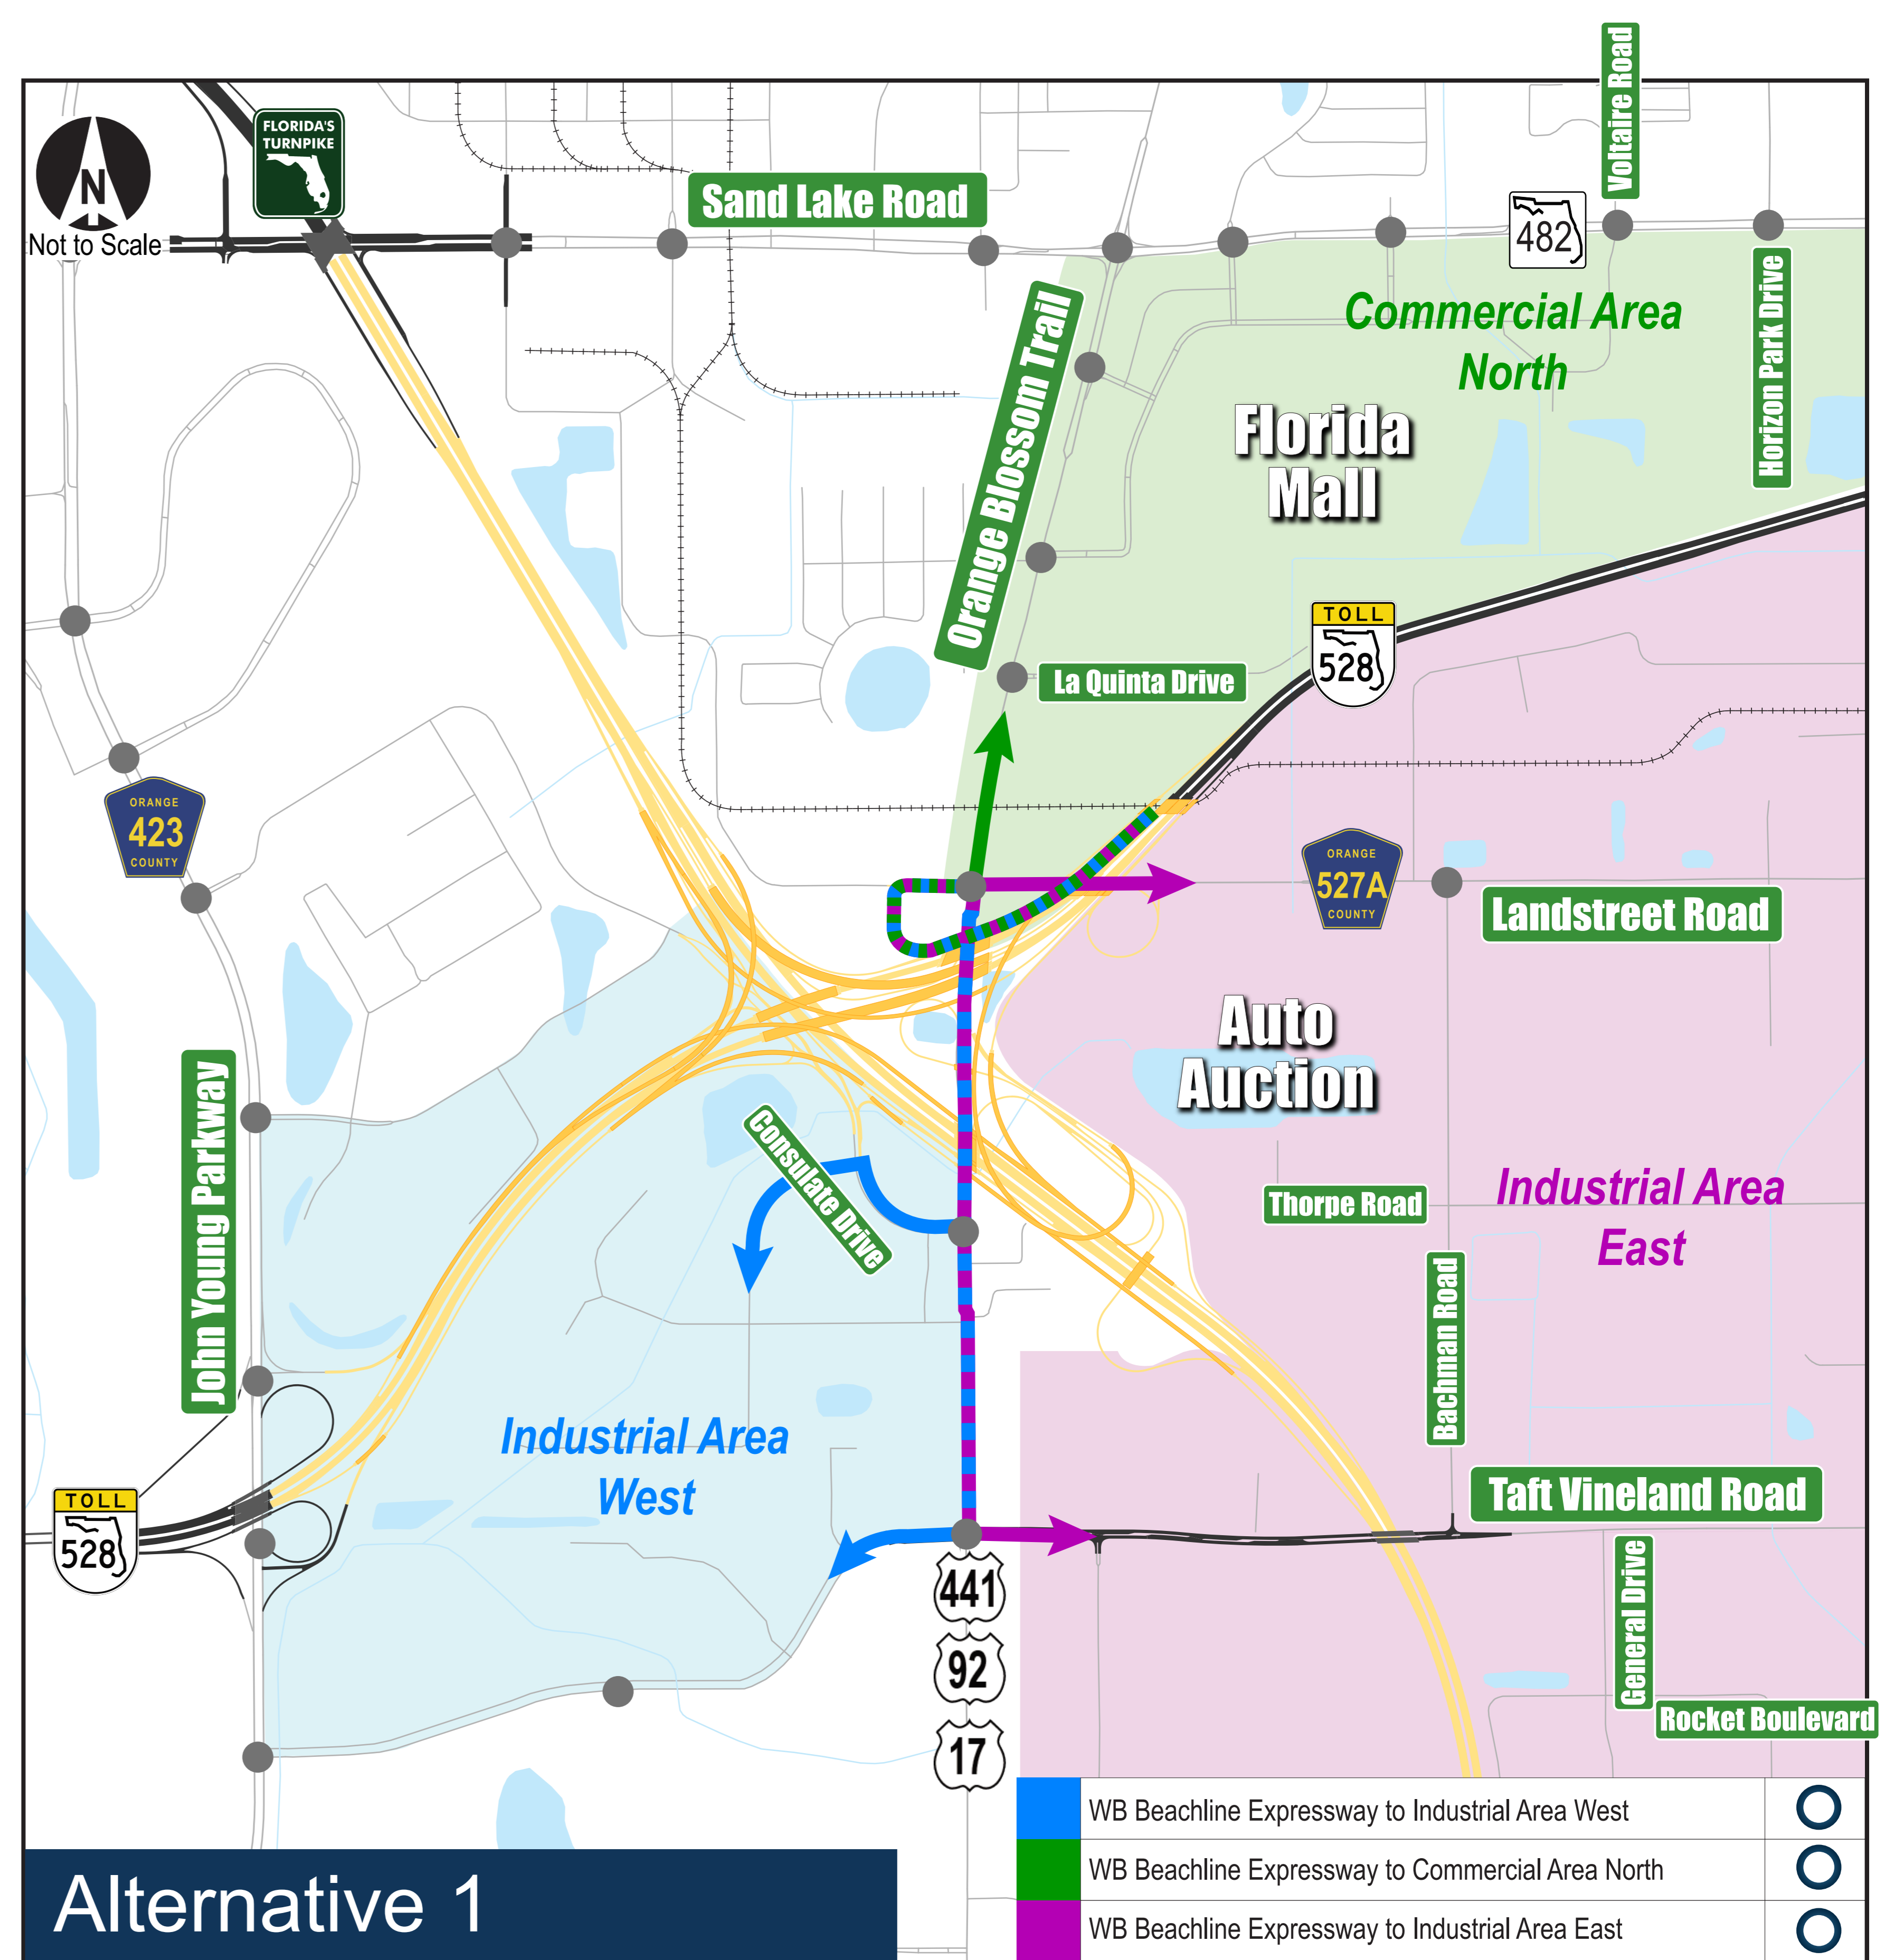 Voltaire Road
FLORIDA'S
TURNPIKE
N
Not to Scale
Sand Lake Road
482
Commercial Area
North
Horizon Park Drive
Orange Blossom Trail
Florida
Mall
TOLL
528
La Quinta Drive
ORANGE
423
COUNTY
ORANGE
527A
COUNTY
Landstreet Road
Auto
Auction
John Young Parkway
Consulate Drive
Thorpe Road
Industrial Area
East
Bachman Road
Industrial Area
West
Taft Vineland Road
TOLL
528
441
92
17
General Drive
Rocket Boulevard
WB Beachline Expressway to Industrial Area West
WB Beachline Expressway to Commercial Area North
WB Beachline Expressway to Industrial Area East
Alternative 1